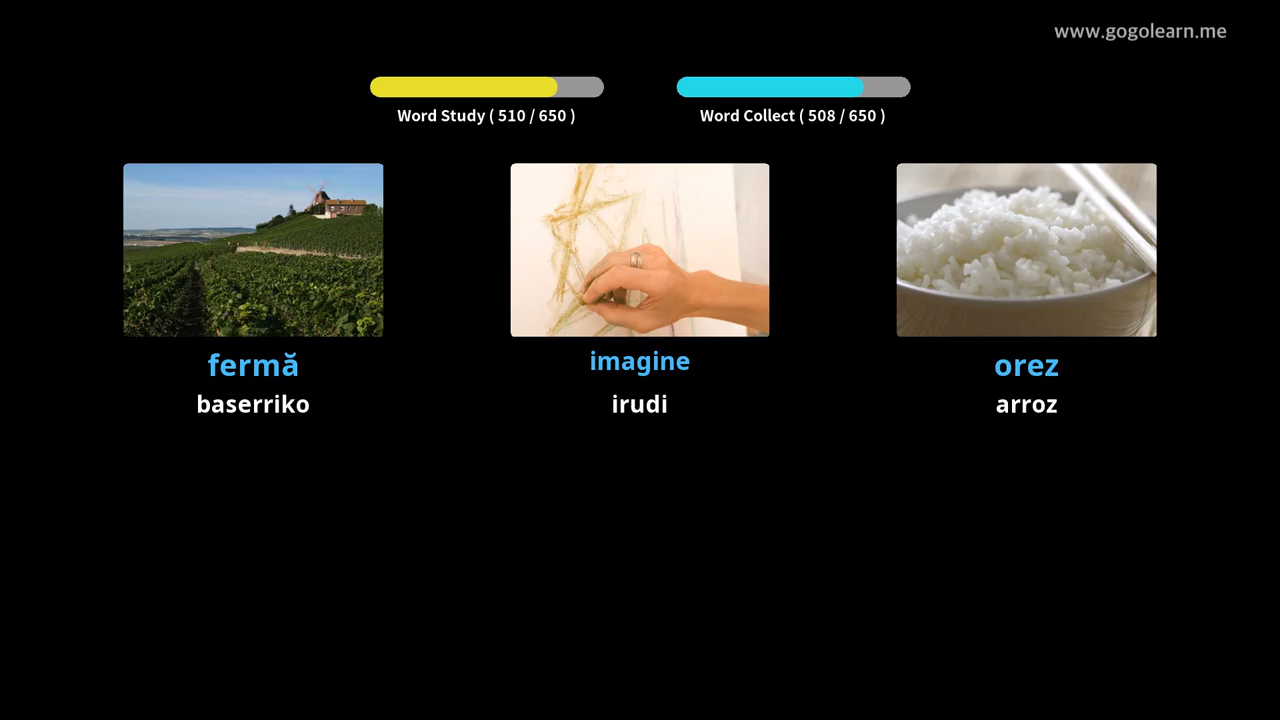 www.gogolearn.me
Word Study ( 510 / 650 )
Word Collect ( 508 / 650 )
fermă
baserriko
imagine
irudi
orez
arroz